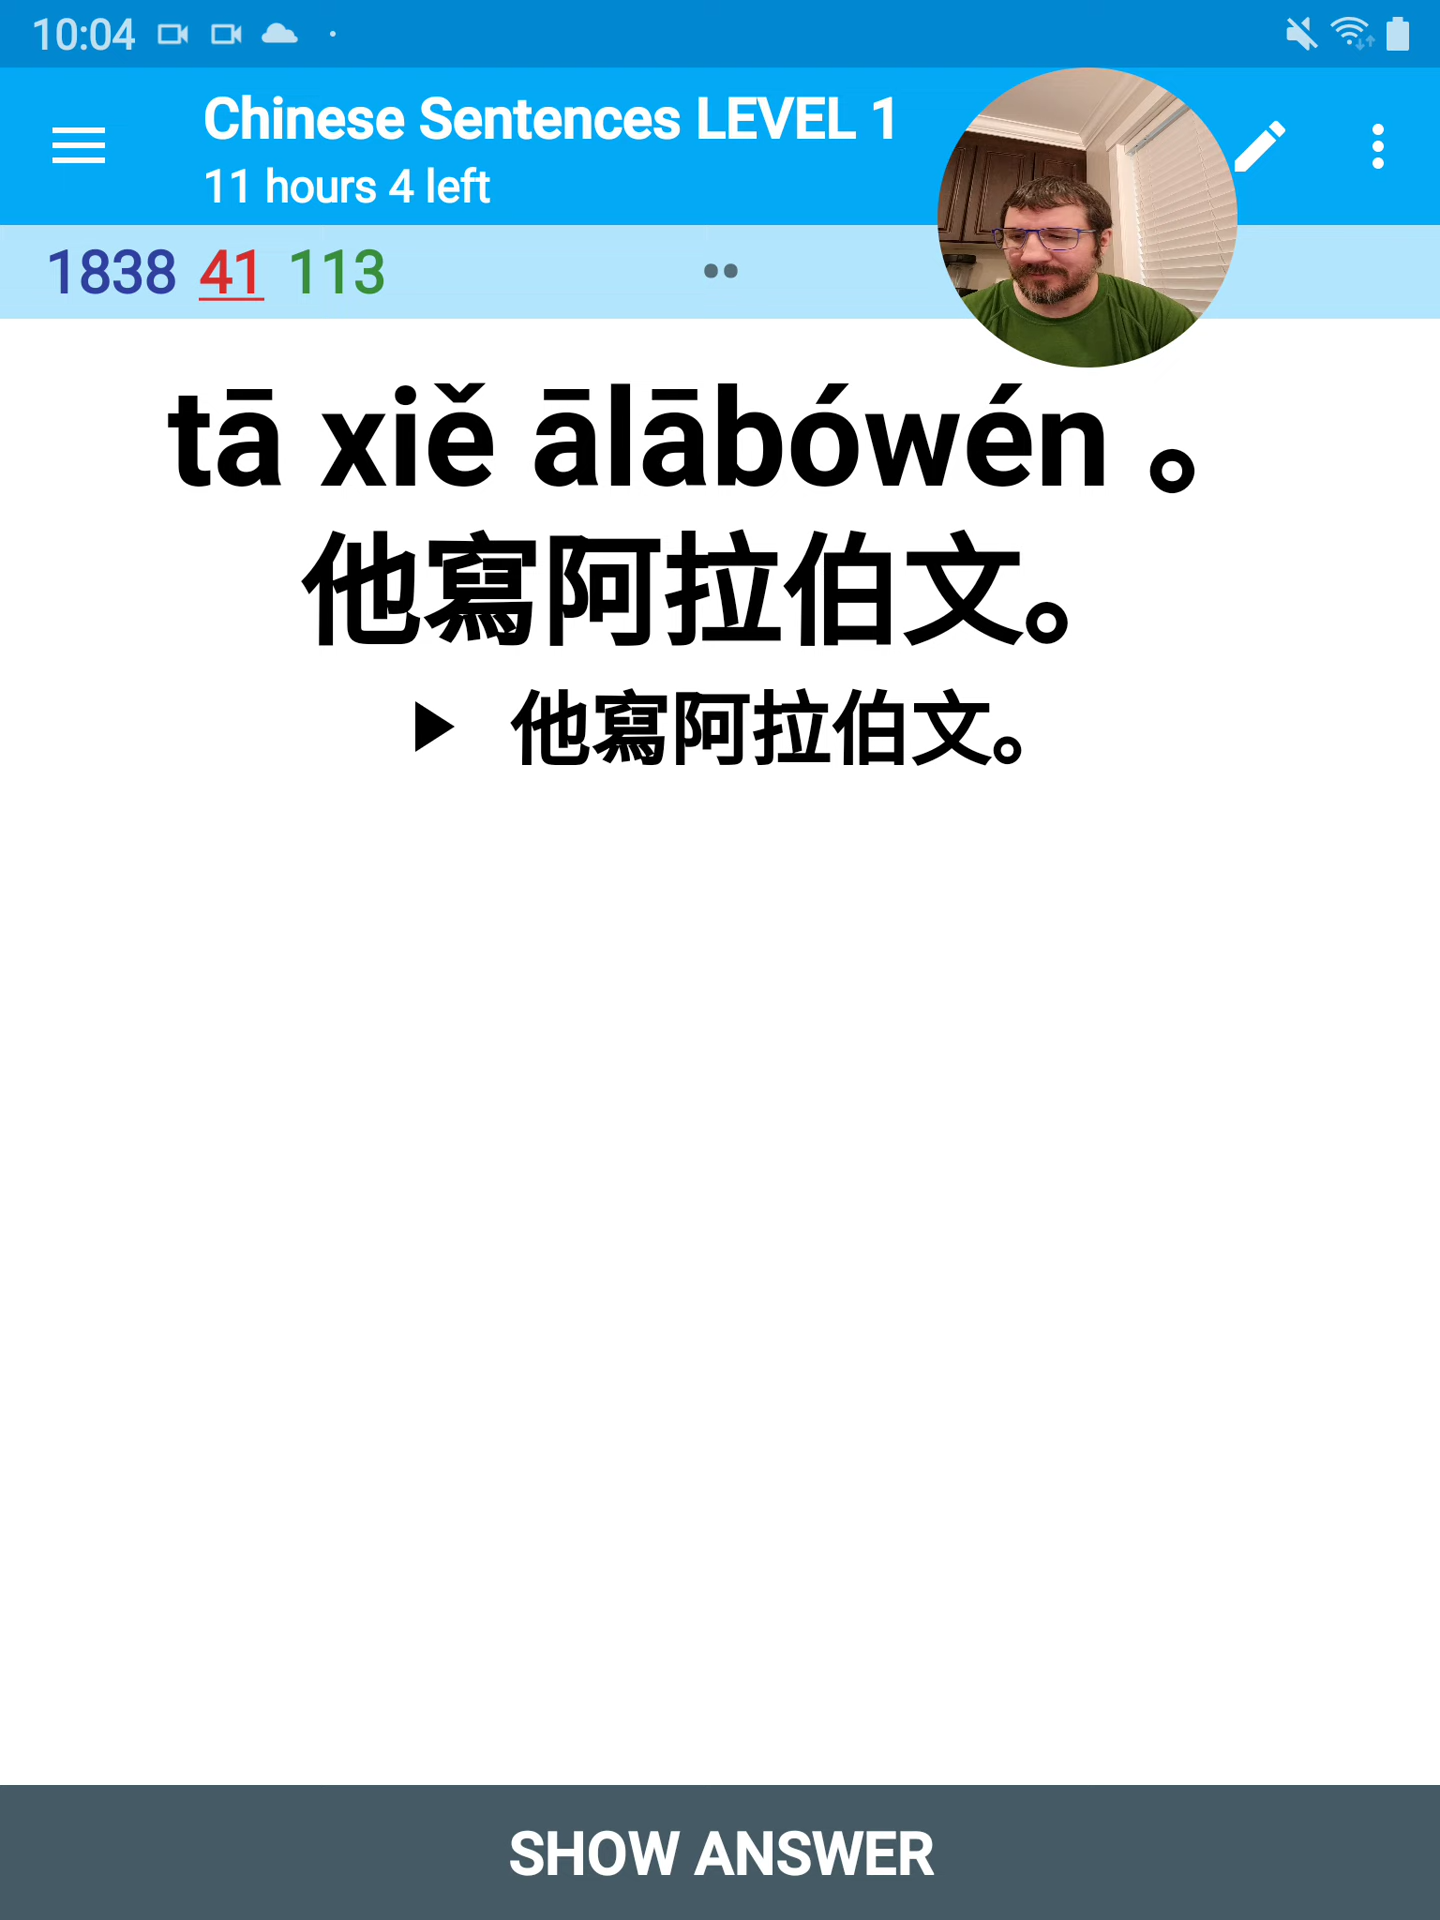 10:04
Chinese Sentences LEVEL 1
11 hours 4 left
1838 41 113
tā xiě ālābówén 。
他寫阿拉伯文。
他寫阿拉伯文。
SHOW ANSWER